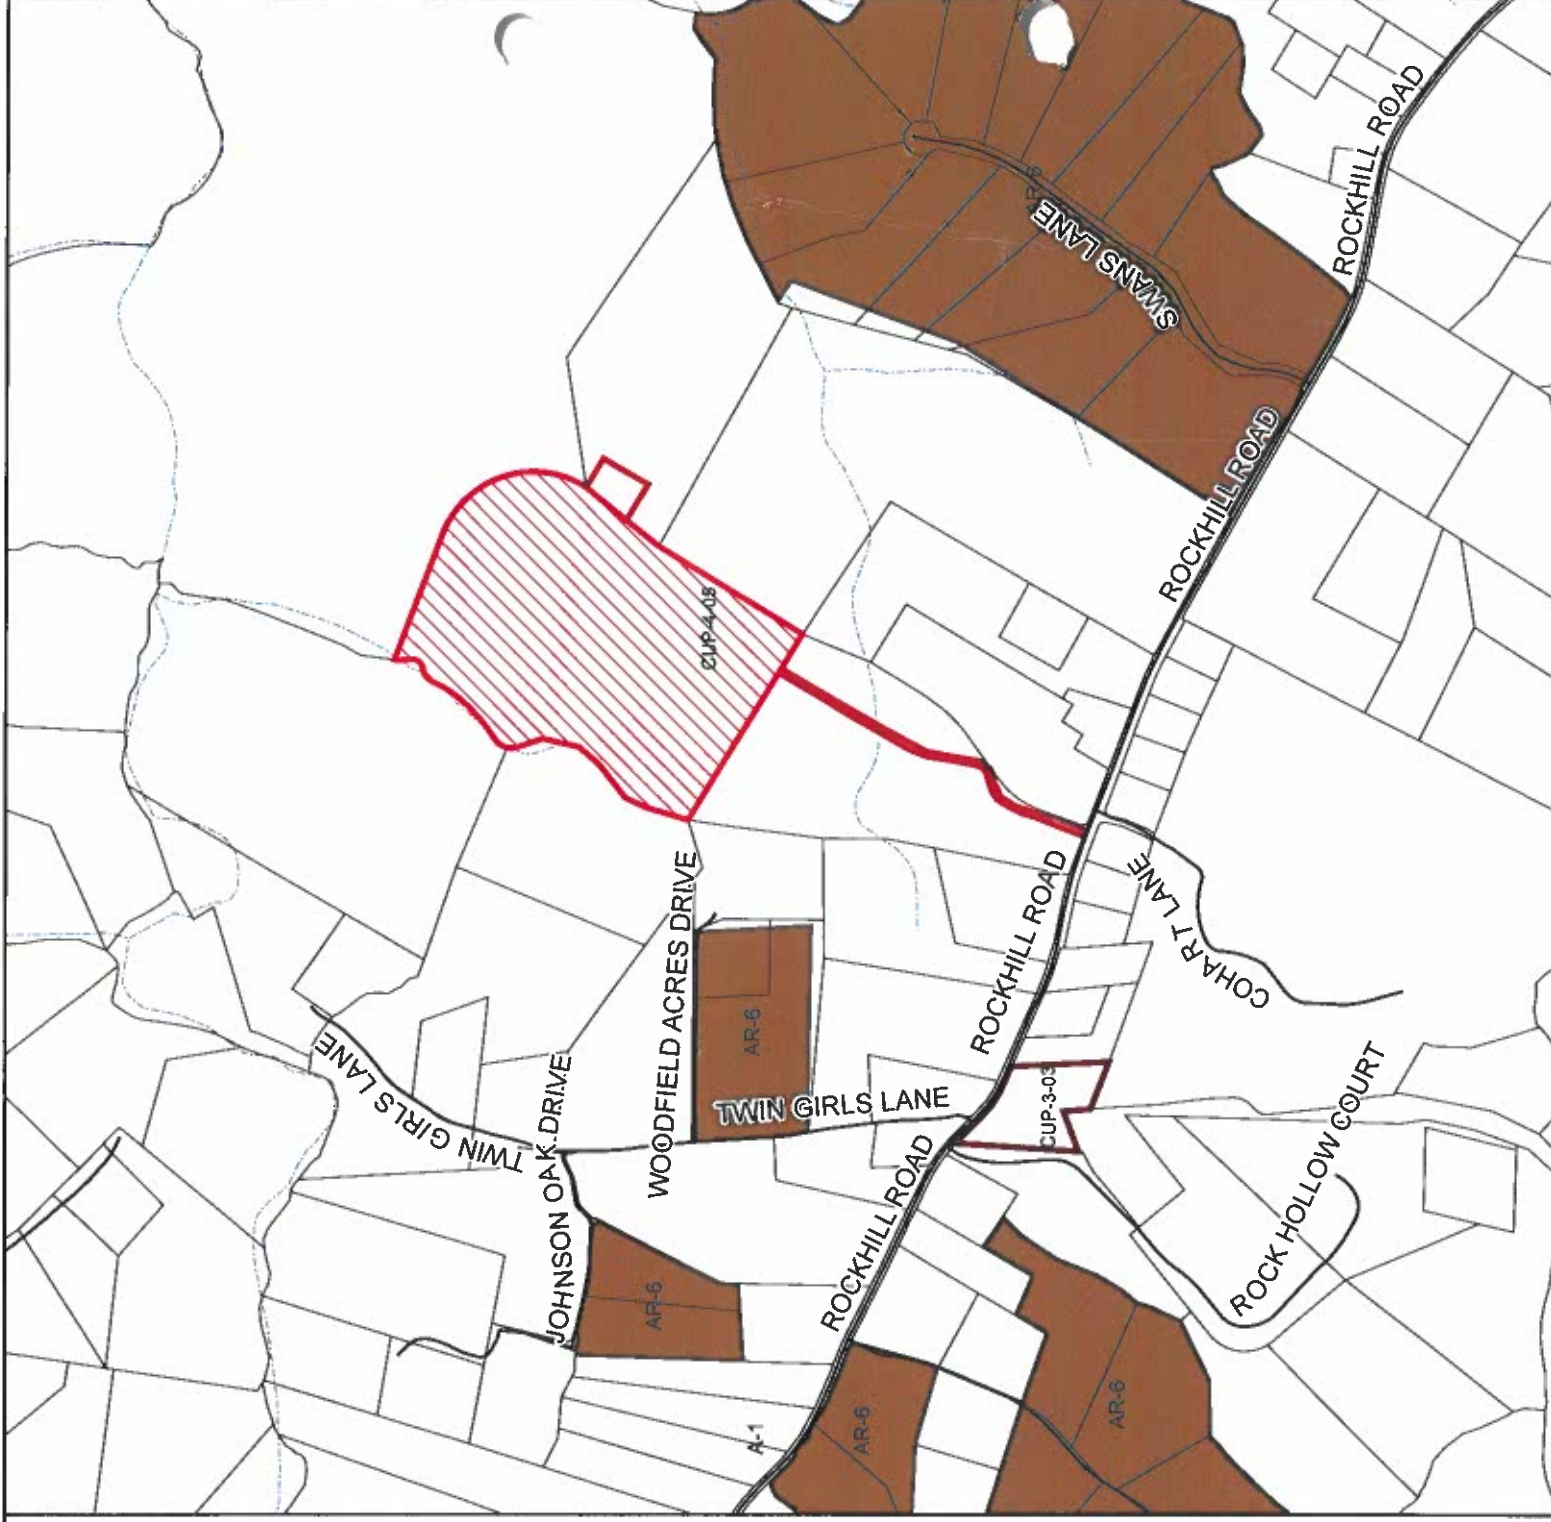 ROCKHILL ROAD
AR-6
SWANS LANE
ROCKHILL ROAD
CUP-4-03
ROCKHILL ROAD
COHART LANE
WOODFIELD ACRES DRIVE
AR-6
TWIN GIRLS LANE
TWIN GIRLS LANE
JOHNSON OAK DRIVE
CUP-3-03
ROCK HOLLOW COURT
ROCKHILL ROAD
AR-6
AR-6
AR-6
A-1